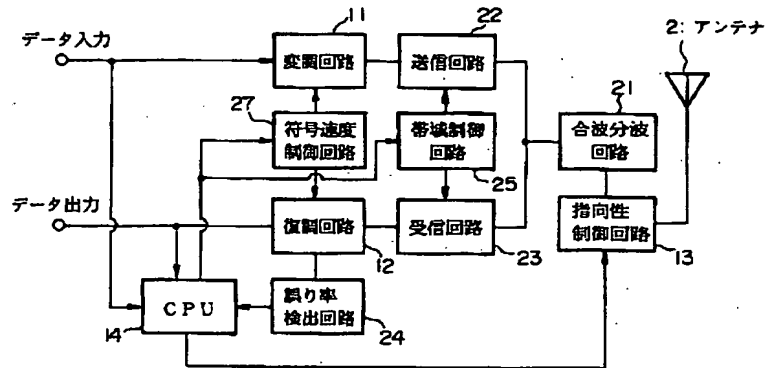 11
22
2: アンテナ
データ入力
変調回路
送信回路
21
27
符号速度
制御回路
帯域制御
回路
合波分波
回路
25
データ出力
指向性
制御回路
復調回路
受信回路
12
23
13
CPU
誤り率
検出回路
14
24